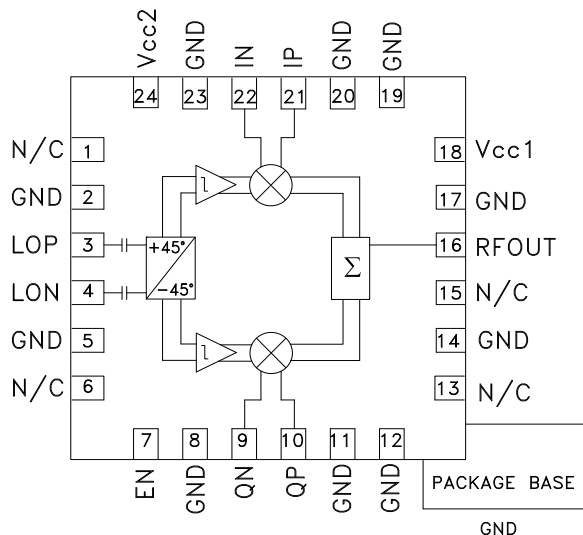 Vcc2 GND IN IP GND GND
24 23 22 21 20 19
N/C 1
GND 2
LOP 3
LON 4
GND 5
N/C 6
+45°
-45°
Σ
18 Vcc1
17 GND
16 RFOUT
15 N/C
14 GND
13 N/C
7 8 9 10 11 12
EN GND QN QP GND GND
PACKAGE BASE
GND